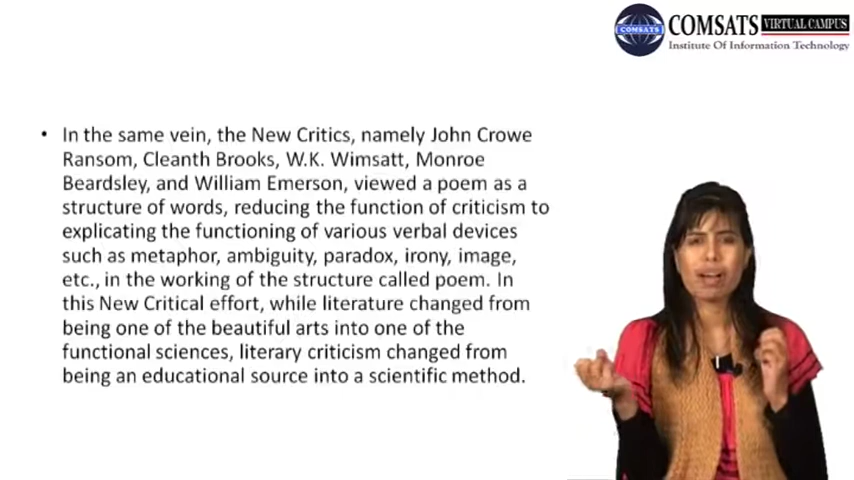 COMSATS VIRTUAL CAMPUS
Institute Of Information Technology
COMSATS
• In the same vein, the New Critics, namely John Crowe
Ransom, Cleanth Brooks, W.K. Wimsatt, Monroe
Beardsley, and William Emerson, viewed a poem as a
structure of words, reducing the function of criticism to
explicating the functioning of various verbal devices
such as metaphor, ambiguity, paradox, irony, image,
etc., in the working of the structure called poem. In
this New Critical effort, while literature changed from
being one of the beautiful arts into one of the
functional sciences, literary criticism changed from
being an educational source into a scientific method.